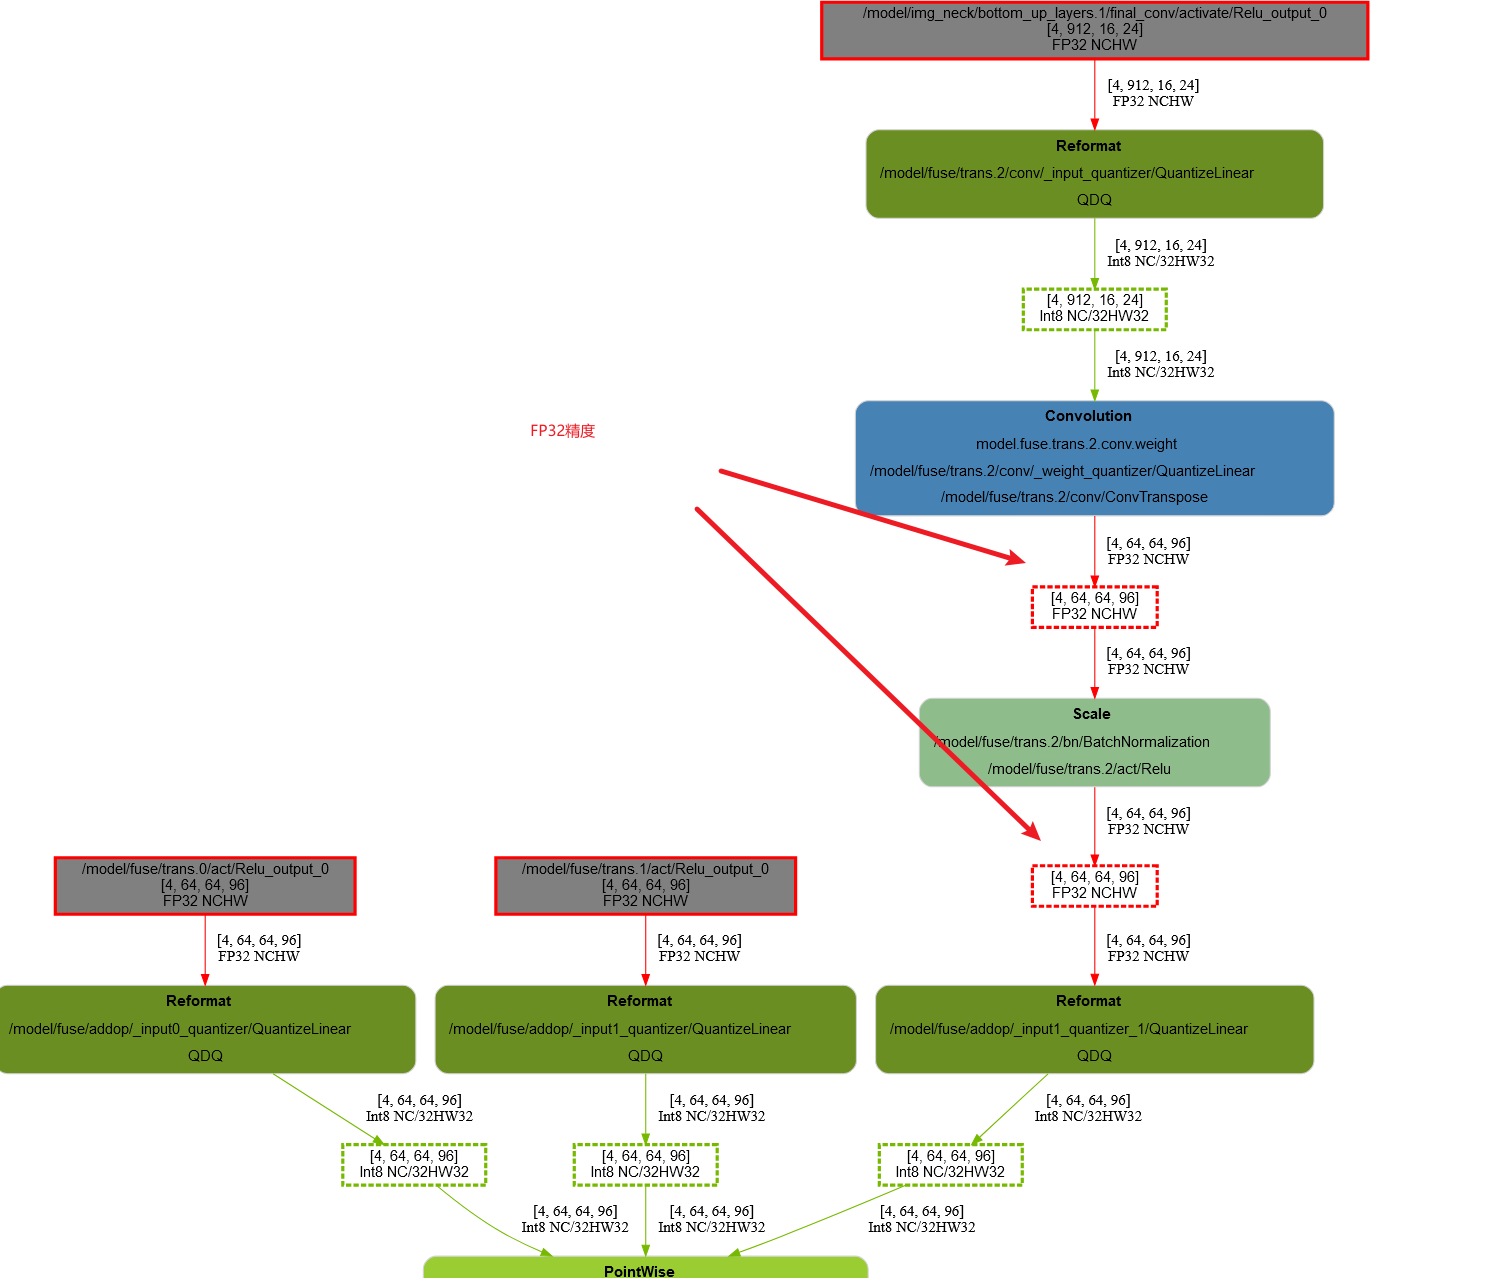 /model/img_neck/bottom_up_layers.1/final_conv/activate/Relu_output_0
[4, 912, 16, 24]
FP32 NCHW
[4, 912, 16, 24]
FP32 NCHW
Reformat
/model/fuse/trans.2/conv/_input_quantizer/QuantizeLinear
QDQ
[4, 912, 16, 24]
Int8 NC/32HW32
[4, 912, 16, 24]
Int8 NC/32HW32
[4, 912, 16, 24]
Int8 NC/32HW32
Convolution
model.fuse.trans.2.conv.weight
/model/fuse/trans.2/conv/_weight_quantizer/QuantizeLinear
/model/fuse/trans.2/conv/ConvTranspose
FP32精度
[4, 64, 64, 96]
FP32 NCHW
[4, 64, 64, 96]
FP32 NCHW
[4, 64, 64, 96]
FP32 NCHW
Scale
/model/fuse/trans.2/bn/BatchNormalization
/model/fuse/trans.2/act/Relu
[4, 64, 64, 96]
FP32 NCHW
[4, 64, 64, 96]
FP32 NCHW
/model/fuse/trans.0/act/Relu_output_0
[4, 64, 64, 96]
FP32 NCHW
/model/fuse/trans.1/act/Relu_output_0
[4, 64, 64, 96]
FP32 NCHW
[4, 64, 64, 96]
FP32 NCHW
[4, 64, 64, 96]
FP32 NCHW
[4, 64, 64, 96]
FP32 NCHW
Reformat
/model/fuse/addop/_input0_quantizer/QuantizeLinear
QDQ
Reformat
/model/fuse/addop/_input1_quantizer/QuantizeLinear
QDQ
Reformat
/model/fuse/addop/_input1_quantizer_1/QuantizeLinear
QDQ
[4, 64, 64, 96]
Int8 NC/32HW32
[4, 64, 64, 96]
Int8 NC/32HW32
[4, 64, 64, 96]
Int8 NC/32HW32
[4, 64, 64, 96]
Int8 NC/32HW32
[4, 64, 64, 96]
Int8 NC/32HW32
[4, 64, 64, 96]
Int8 NC/32HW32
[4, 64, 64, 96]
Int8 NC/32HW32
[4, 64, 64, 96]
Int8 NC/32HW32
[4, 64, 64, 96]
Int8 NC/32HW32
PointWise